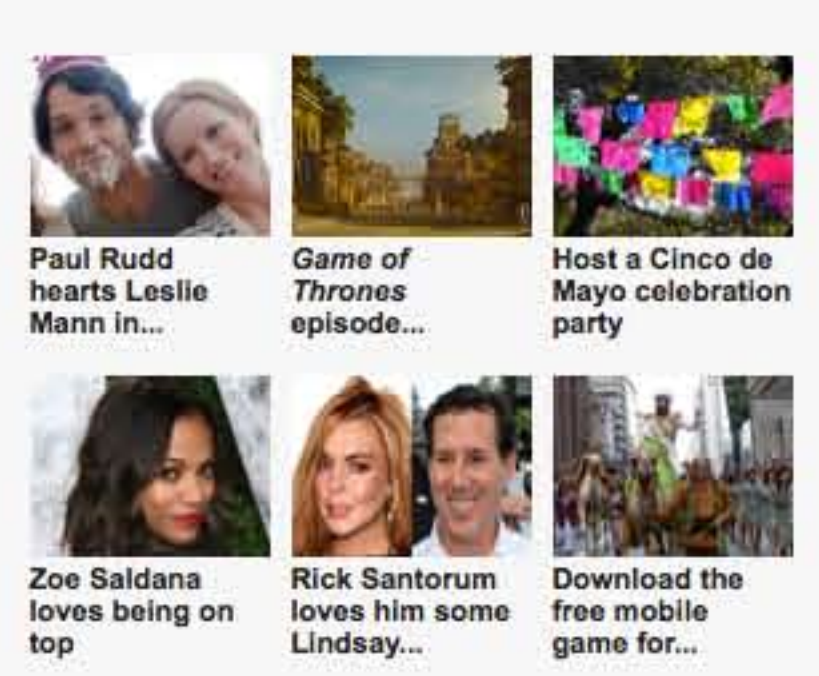 Paul Rudd
hearts Leslie
Mann in...
Game of
Thrones
episode...
Host a Cinco de
Mayo celebration
party
Zoe Saldana
loves being on
top
Rick Santorum
loves him some
Lindsay...
Download the
free mobile
game for...